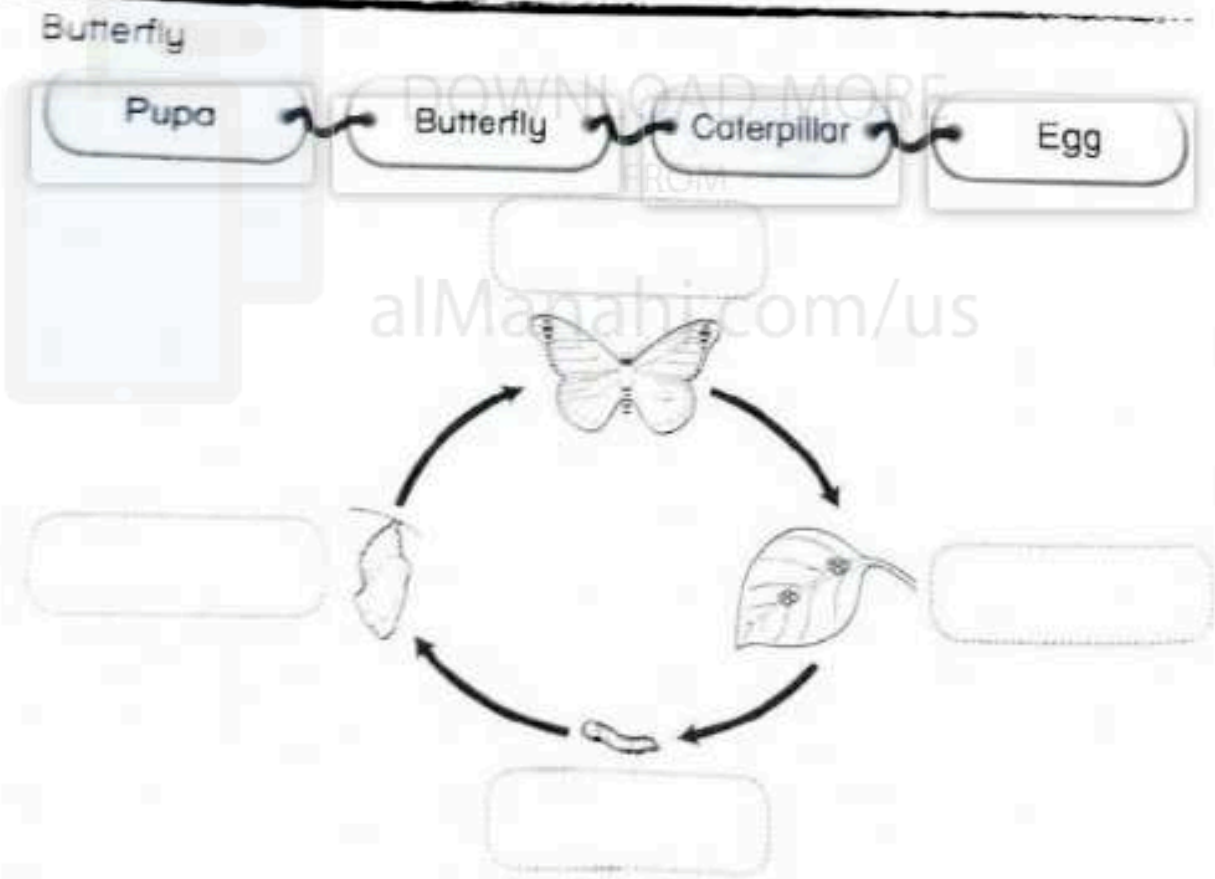 Butterfly
DOWNLOAD MORE
Pupa Butterfly Caterpillar Egg
FROM
alManahj.com/us